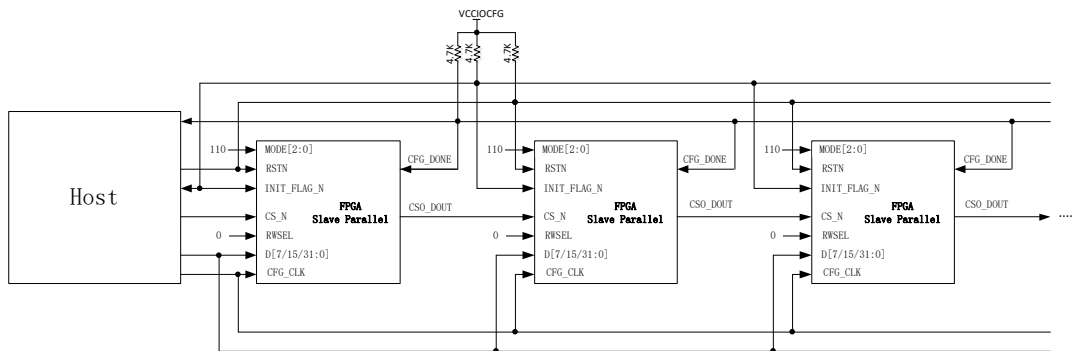 VCCIOCFG
4.7K
4.7K
4.7K
Host
110
MODE[2:0]
RSTN
INIT_FLAG_N
FPGA
Slave Parallel
CS_N
RWSEL
0
D[7/15/31:0]
CFG_CLK
CFG_DONE
CSO_DOUT
110
MODE[2:0]
RSTN
INIT_FLAG_N
FPGA
Slave Parallel
CS_N
RWSEL
0
D[7/15/31:0]
CFG_CLK
CFG_DONE
CSO_DOUT
110
MODE[2:0]
RSTN
INIT_FLAG_N
FPGA
Slave Parallel
CS_N
RWSEL
0
D[7/15/31:0]
CFG_CLK
CFG_DONE
CSO_DOUT
....